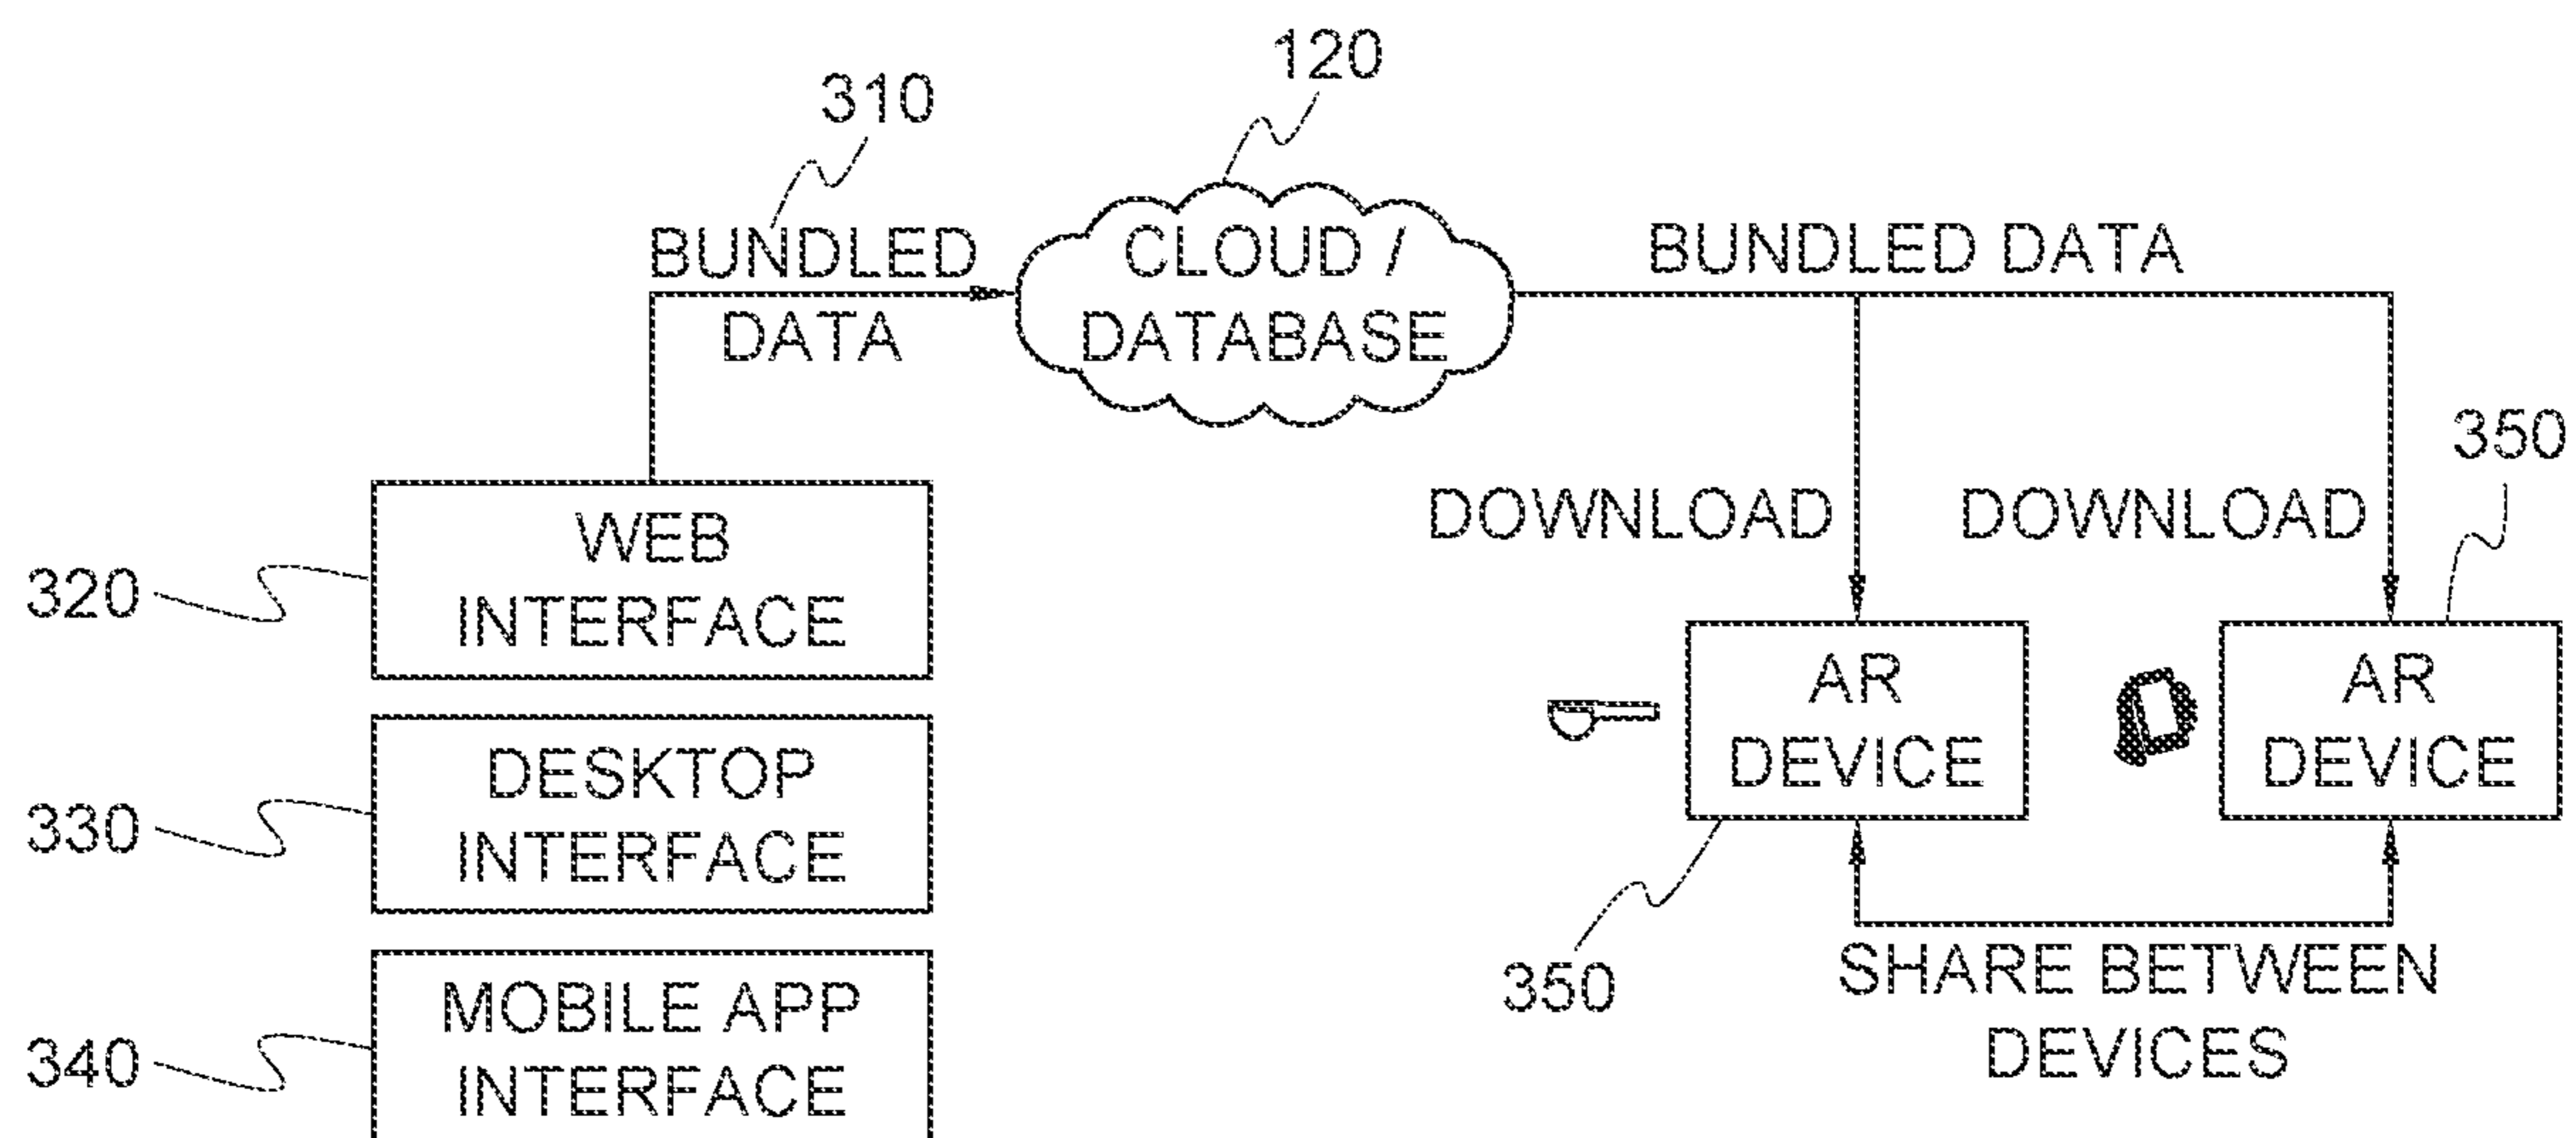 120
310
BUNDLED
DATA
CLOUD /
DATABASE
BUNDLED DATA
350
DOWNLOAD
DOWNLOAD
320
WEB
INTERFACE
AR
DEVICE
AR
DEVICE
330
DESKTOP
INTERFACE
350
SHARE BETWEEN
DEVICES
340
MOBILE APP
INTERFACE